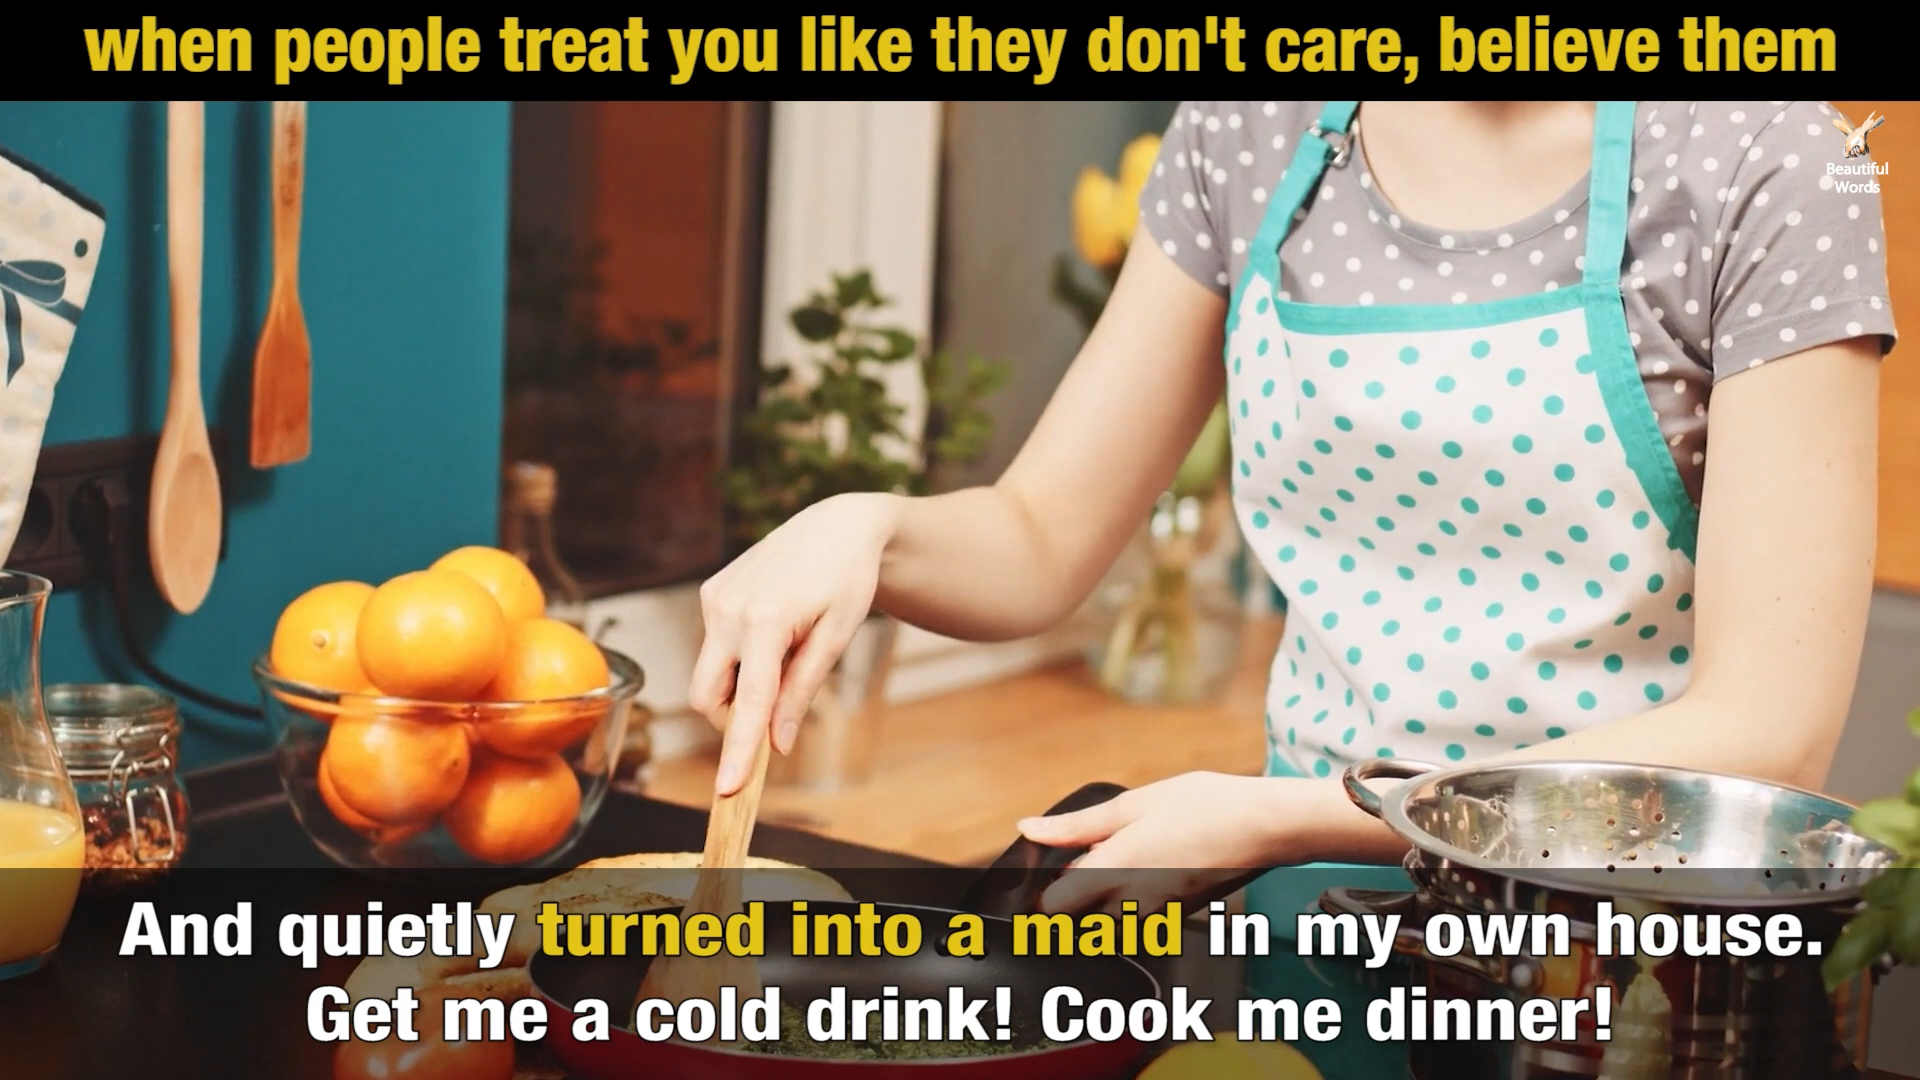 when people treat you like they don't care, believe them
Beautiful
Words
And quietly turned into a maid in my own house.
Get me a cold drink! Cook me dinner!